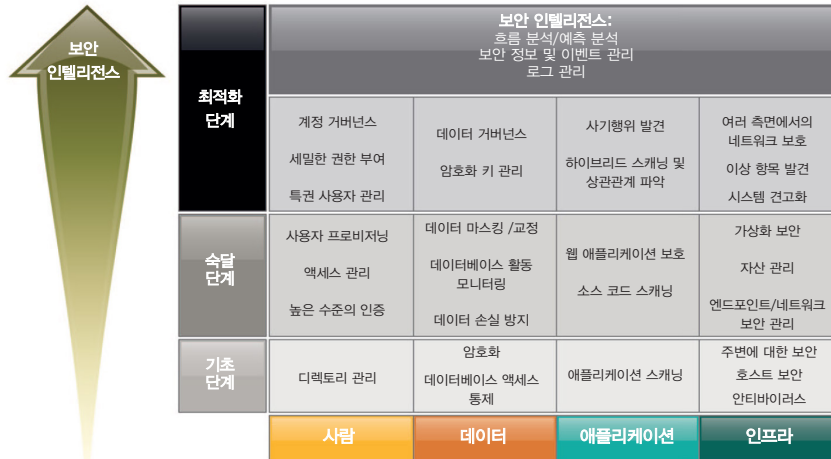 보안
인텔리전스
최적화
단계
보안 인텔리전스:
흐름 분석/예측 분석
보안 정보 및 이벤트 관리
로그 관리
계정 거버넌스
세밀한 권한 부여
특권 사용자 관리
데이터 거버넌스
암호화 키 관리
사기행위 발견
하이브리드 스캐닝 및
상관관계 파악
여러 측면에서의
네트워크 보호
이상 항목 발견
시스템 견고화
숙달
단계
사용자 프로비저닝
액세스 관리
높은 수준의 인증
데이터 마스킹 /교정
데이터베이스 활동
모니터링
데이터 손실 방지
웹 애플리케이션 보호
소스 코드 스캐닝
가상화 보안
자산 관리
엔드포인트/네트워크
보안 관리
기초
단계
디렉토리 관리
암호화
데이터베이스 액세스
통제
애플리케이션 스캐닝
주변에 대한 보안
호스트 보안
안티바이러스
사람
데이터
애플리케이션
인프라